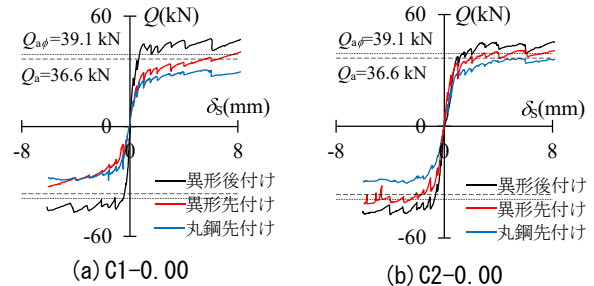 60
Q(kN)
Qaϕ=39.1 kN
Qa=36.6 kN
δS(mm)
0
-8
0
8
異形後付け
異形先付け
丸鋼先付け
-60
(a) C1-0.00
60
Q(kN)
Qaϕ=39.1 kN
Qa=36.6 kN
δS(mm)
0
-8
0
8
異形後付け
異形先付け
丸鋼先付け
-60
(b) C2-0.00